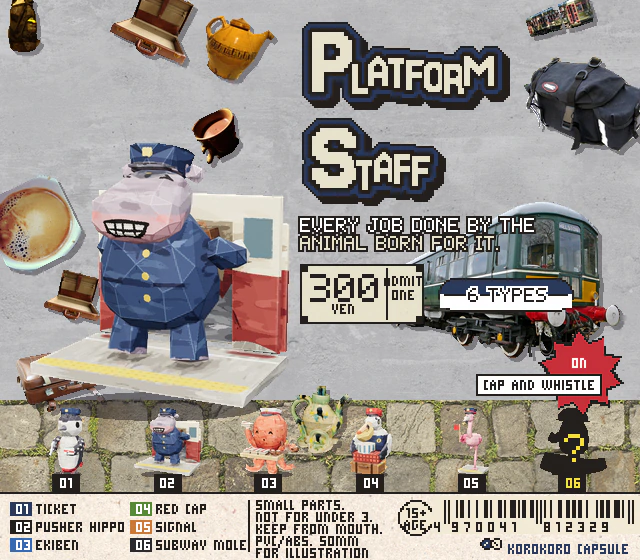 PLATFORM
STAFF
EVERY JOB DONE BY THE
ANIMAL BORN FOR IT.
300
YEN
ADMIT
ONE
6 TYPES
ON
CAP AND WHISTLE
?
01
02
03
04
05
06
01 TICKET
02 PUSHER HIPPO
03 EKIBEN
04 RED CAP
05 SIGNAL
06 SUBWAY MOLE
SMALL PARTS.
NOT FOR UNDER 3.
KEEP FROM MOUTH.
PVC/ABS. 50MM
FOR ILLUSTRATION
15+
AGE
4 970041 812329
KOROKORO CAPSULE